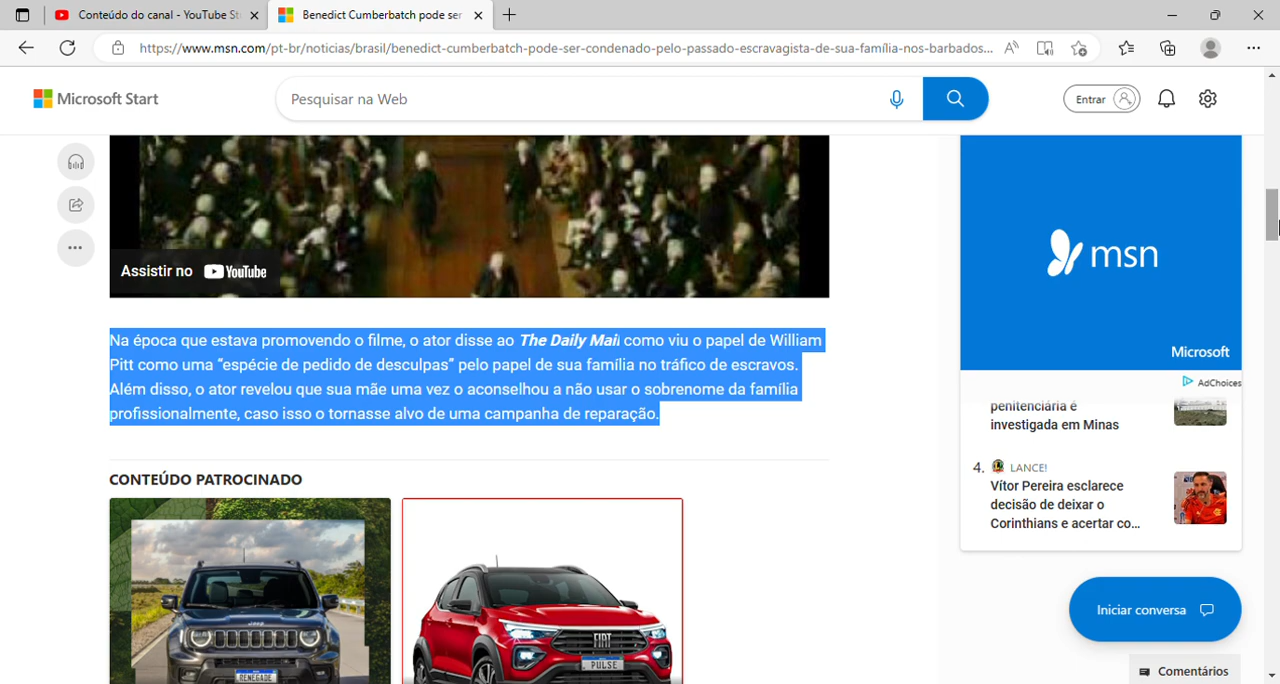 Conteúdo do canal - YouTube St
Benedict Cumberbatch pode ser
https://www.msn.com/pt-br/noticias/brasil/benedict-cumberbatch-pode-ser-condenado-pelo-passado-escravagista-de-sua-família-nos-barbados...
Microsoft Start
Pesquisar na Web
Entrar
Assistir no YouTube
Na época que estava promovendo o filme, o ator disse ao The Daily Mail como viu o papel de William
Pitt como uma “espécie de pedido de desculpas” pelo papel de sua família no tráfico de escravos.
Além disso, o ator revelou que sua mãe uma vez o aconselhou a não usar o sobrenome da família
profissionalmente, caso isso o tornasse alvo de uma campanha de reparação.
CONTEÚDO PATROCINADO
Jeep
RENEGADE
FIAT
PULSE
msn
Microsoft
AdChoices
penitenciária é
investigada em Minas
4. LANCE!
Vítor Pereira esclarece
decisão de deixar o
Corinthians e acertar co...
Iniciar conversa
Comentários